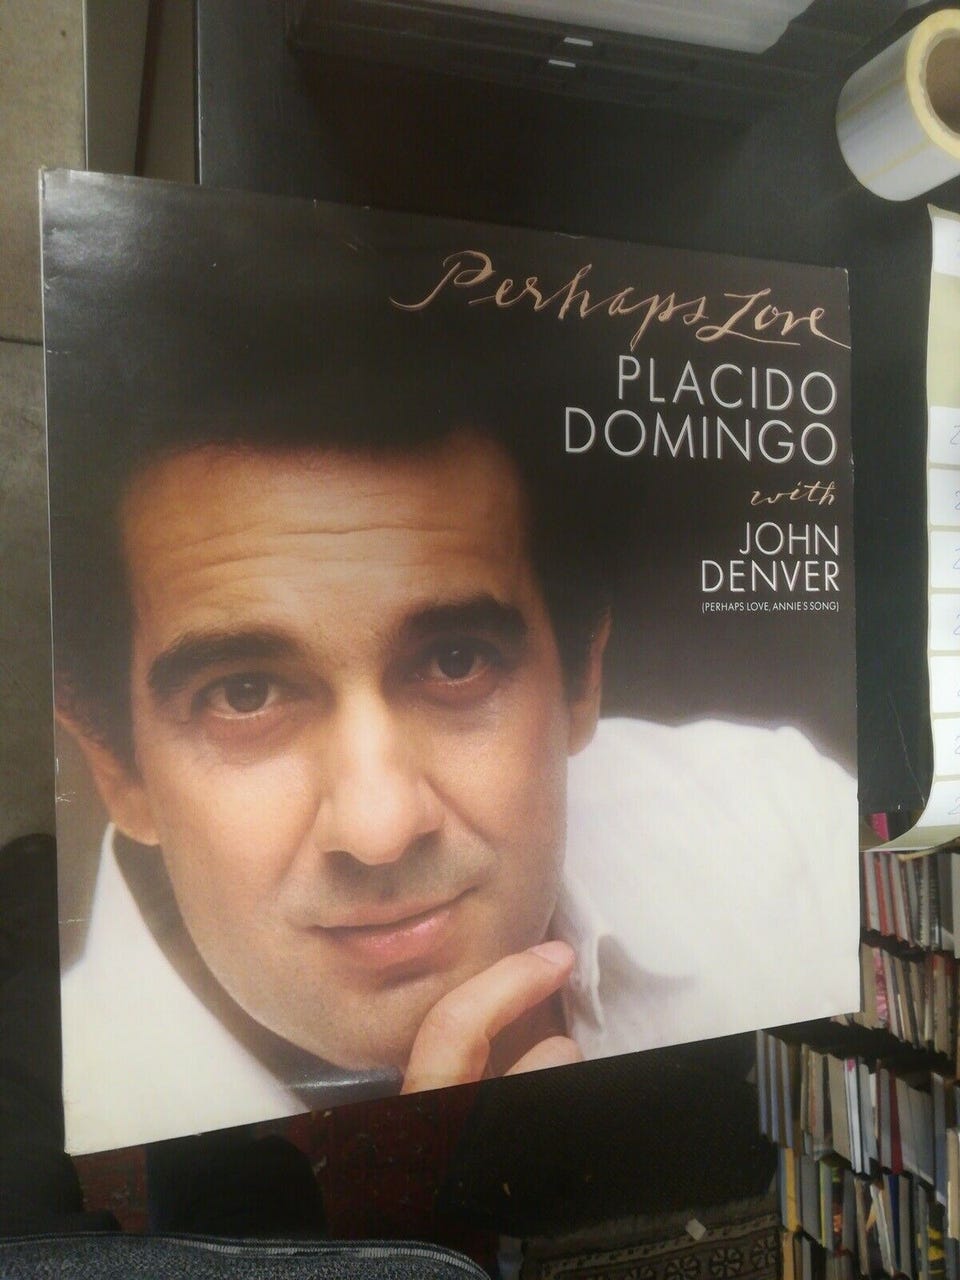 Perhaps Love
PLACIDO
DOMINGO
with
JOHN
DENVER
(PERHAPS LOVE, ANNIE'S SONG)